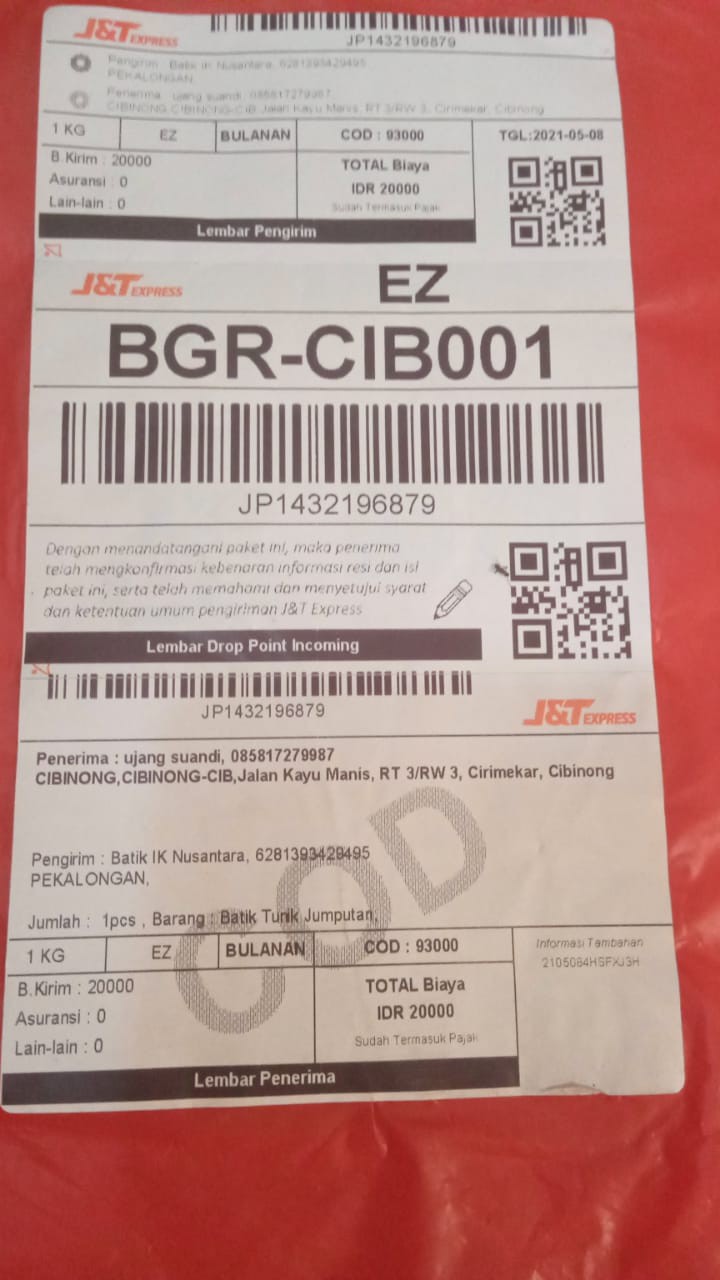 J&T EXPRESS
JP1432196879
Pengirim : Batik IK Nusantara, 6281393429495
PEKALONGAN,
Penerima : ujang suandi, 085817279987
CIBINONG,CIBINONG-CIB,Jalan Kayu Manis, RT 3/RW 3, Cirimekar, Cibinong
1 KG EZ BULANAN COD : 93000 TGL:2021-05-08
B.Kirim : 20000 TOTAL Biaya
Asuransi : 0 IDR 20000
Lain-lain : 0 Sudah Termasuk Pajak
Lembar Pengirim
J&T EXPRESS EZ
BGR-CIB001
JP1432196879
Dengan menandatangani paket ini, maka penerima
telah mengkonfirmasi kebenaran informasi resi dan isi
paket ini, serta telah memahami dan menyetujui syarat
dan ketentuan umum pengiriman J&T Express
Lembar Drop Point Incoming
JP1432196879
J&T EXPRESS
Penerima : ujang suandi, 085817279987
CIBINONG,CIBINONG-CIB,Jalan Kayu Manis, RT 3/RW 3, Cirimekar, Cibinong
COD
Pengirim : Batik IK Nusantara, 6281393429495
PEKALONGAN,
Jumlah : 1pcs , Barang : Batik Tunik Jumputan,
1 KG EZ BULANAN COD : 93000 Informasi Tambahan
B.Kirim : 20000 TOTAL Biaya 2105084HSFXJ3H
Asuransi : 0 IDR 20000
Lain-lain : 0 Sudah Termasuk Pajak
Lembar Penerima